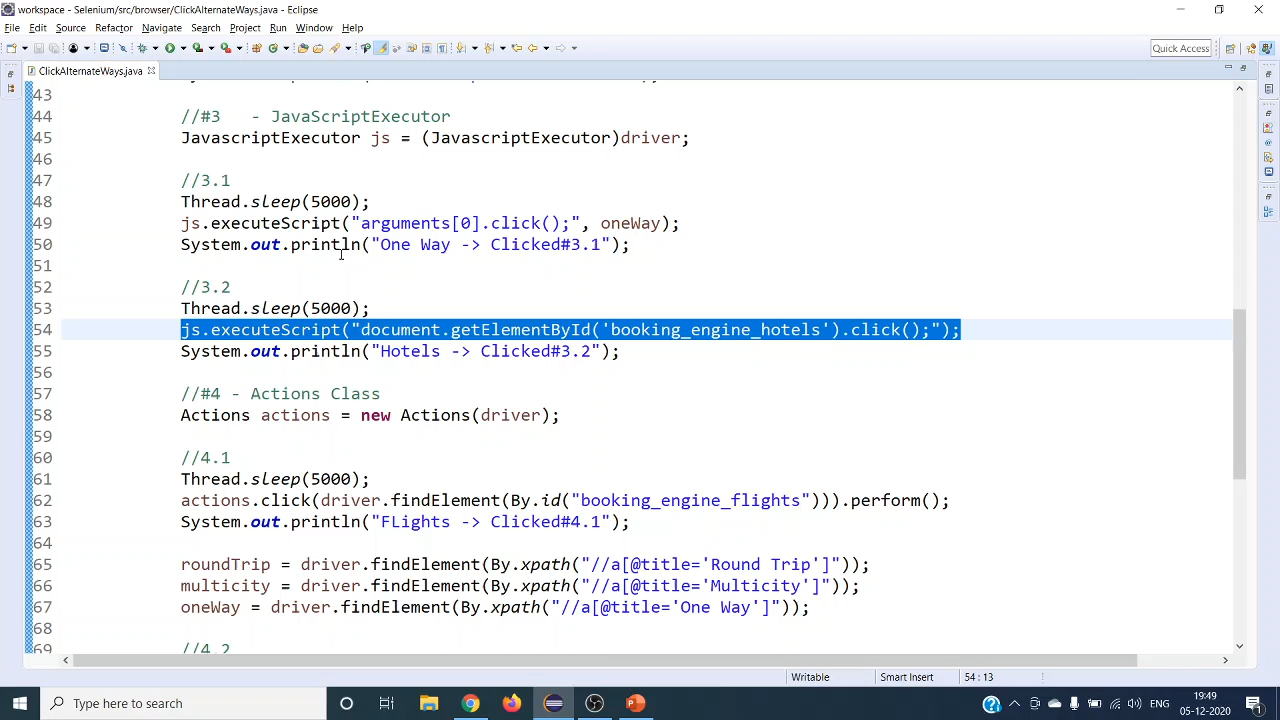 workspace - Selenium/src/browser/ClickAlternateWays.java - Eclipse
File Edit Source Refactor Navigate Search Project Run Window Help
Quick Access
ClickAlternateWays.java
43
44 //#3   - JavaScriptExecutor
45 JavascriptExecutor js = (JavascriptExecutor)driver;
46
47 //3.1
48 Thread.sleep(5000);
49 js.executeScript("arguments[0].click();", oneWay);
50 System.out.println("One Way -> Clicked#3.1");
51
52 //3.2
53 Thread.sleep(5000);
54 js.executeScript("document.getElementById('booking_engine_hotels').click();");
55 System.out.println("Hotels -> Clicked#3.2");
56
57 //#4 - Actions Class
58 Actions actions = new Actions(driver);
59
60 //4.1
61 Thread.sleep(5000);
62 actions.click(driver.findElement(By.id("booking_engine_flights"))).perform();
63 System.out.println("FLights -> Clicked#4.1");
64
65 roundTrip = driver.findElement(By.xpath("//a[@title='Round Trip']"));
66 multicity = driver.findElement(By.xpath("//a[@title='Multicity']"));
67 oneWay = driver.findElement(By.xpath("//a[@title='One Way']"));
68
69 //4.2
Writable Smart Insert 54 : 13
Type here to search
ENG
19:49
05-12-2020